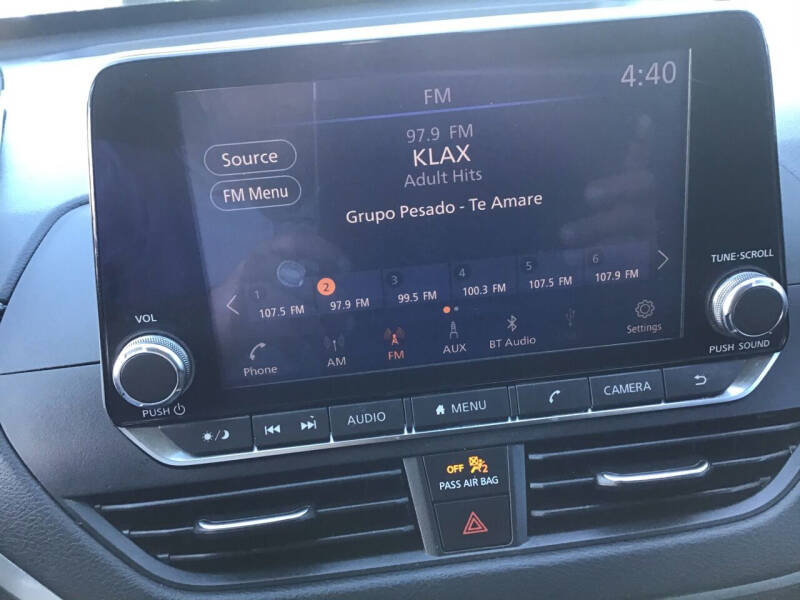 FM
4:40
97.9 FM
KLAX
Adult Hits
Source
FM Menu
Grupo Pesado - Te Amare
1
107.5 FM
2
97.9 FM
3
99.5 FM
4
100.3 FM
5
107.5 FM
6
107.9 FM
Phone
AM
FM
AUX
BT Audio
Settings
VOL
PUSH
TUNE·SCROLL
PUSH SOUND
AUDIO
MENU
CAMERA
OFF 2
PASS AIR BAG